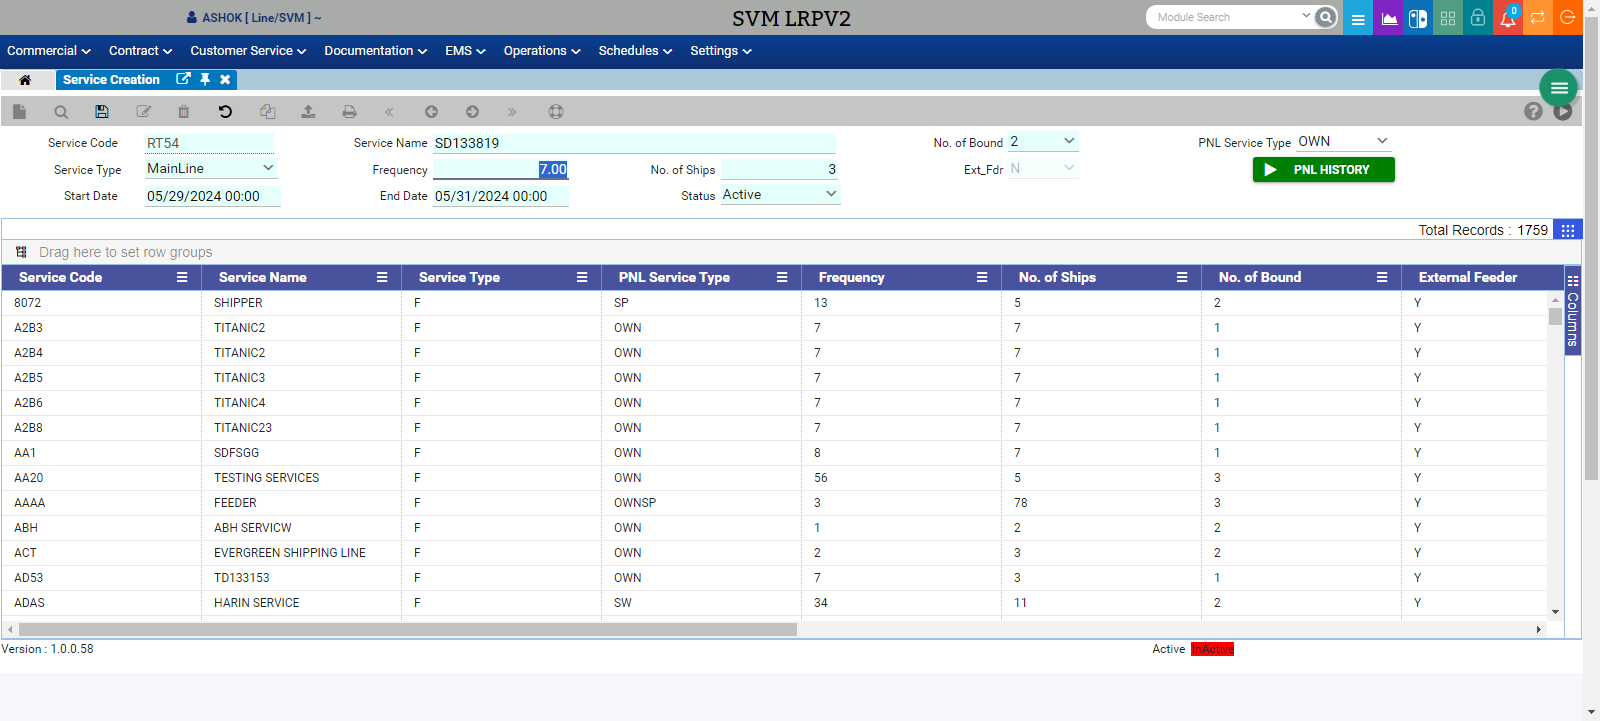 ASHOK [ Line/SVM ] ~ SVM LRPV2 Module Search 0
Commercial Contract Customer Service Documentation EMS Operations Schedules Settings
Service Creation
Service Code RT54 Service Name SD133819 No. of Bound 2 PNL Service Type OWN
Service Type MainLine Frequency 7.00 No. of Ships 3 Ext_Fdr N PNL HISTORY
Start Date 05/29/2024 00:00 End Date 05/31/2024 00:00 Status Active
Total Records : 1759
Drag here to set row groups
Service Code Service Name Service Type PNL Service Type Frequency No. of Ships No. of Bound External Feeder
Columns
8072 SHIPPER F SP 13 5 2 Y
A2B3 TITANIC2 F OWN 7 7 1 Y
A2B4 TITANIC2 F OWN 7 7 1 Y
A2B5 TITANIC3 F OWN 7 7 1 Y
A2B6 TITANIC4 F OWN 7 7 1 Y
A2B8 TITANIC23 F OWN 7 7 1 Y
AA1 SDFSGG F OWN 8 7 1 Y
AA20 TESTING SERVICES F OWN 56 5 3 Y
AAAA FEEDER F OWNSP 3 78 3 Y
ABH ABH SERVICW F OWN 1 2 2 Y
ACT EVERGREEN SHIPPING LINE F OWN 2 3 2 Y
AD53 TD133153 F OWN 7 3 1 Y
ADAS HARIN SERVICE F SW 34 11 2 Y
Version : 1.0.0.58 Active InActive